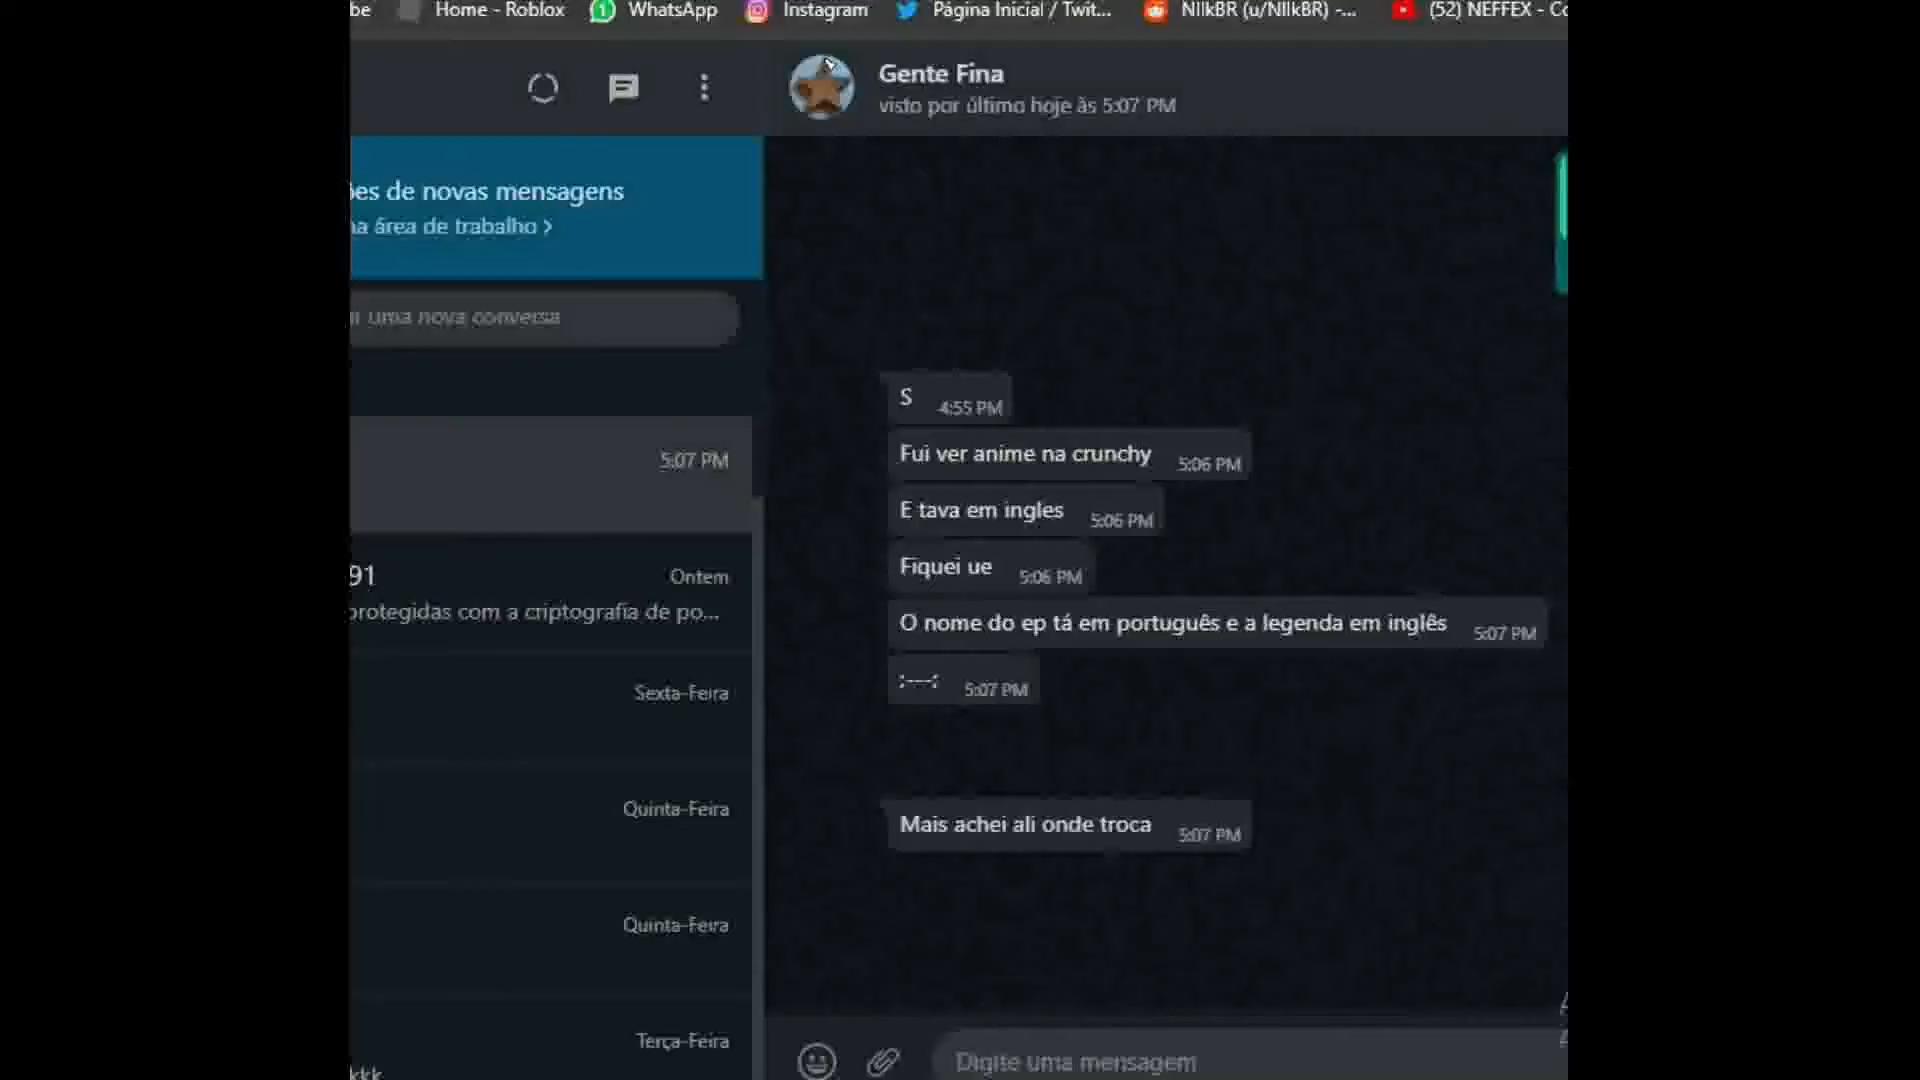 be Home - Roblox WhatsApp Instagram Página Inicial / Twit... NIlkBR (u/NIlkBR) -... (52) NEFFEX - Co
Gente Fina
visto por último hoje às 5:07 PM
ões de novas mensagens
na área de trabalho >
r uma nova conversa
5:07 PM
91 Ontem
protegidas com a criptografia de po...
Sexta-Feira
Quinta-Feira
Quinta-Feira
Terça-Feira
kkk
S 4:55 PM
Fui ver anime na crunchy 5:06 PM
E tava em ingles 5:06 PM
Fiquei ue 5:06 PM
O nome do ep tá em português e a legenda em inglês 5:07 PM
:---: 5:07 PM
Mais achei ali onde troca 5:07 PM
Digite uma mensagem